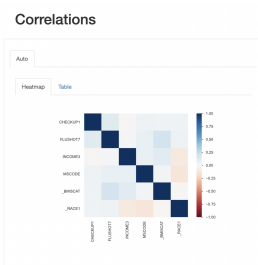 Correlations
Auto
Heatmap Table
CHECKUP1
FLUSHOT7
INCOME3
MSCODE
_BMI5CAT
_RACE1
1.00
0.75
0.50
0.25
0.00
−0.25
−0.50
−0.75
−1.00
CHECKUP1
FLUSHOT7
INCOME3
MSCODE
_BMI5CAT
_RACE1